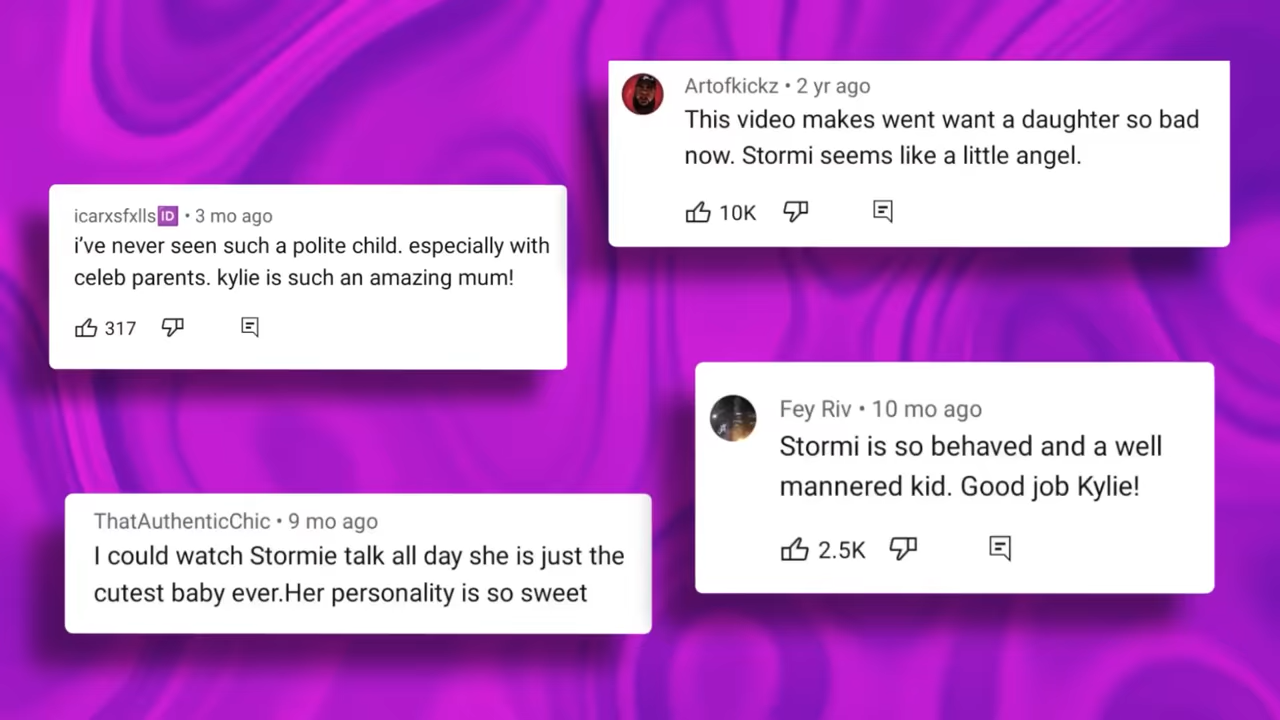 Artofkickz • 2 yr ago
This video makes went want a daughter so bad
now. Stormi seems like a little angel.
10K
icarxsfxlls🆔 • 3 mo ago
i've never seen such a polite child. especially with
celeb parents. kylie is such an amazing mum!
317
Fey Riv • 10 mo ago
Stormi is so behaved and a well
mannered kid. Good job Kylie!
2.5K
ThatAuthenticChic • 9 mo ago
I could watch Stormie talk all day she is just the
cutest baby ever.Her personality is so sweet